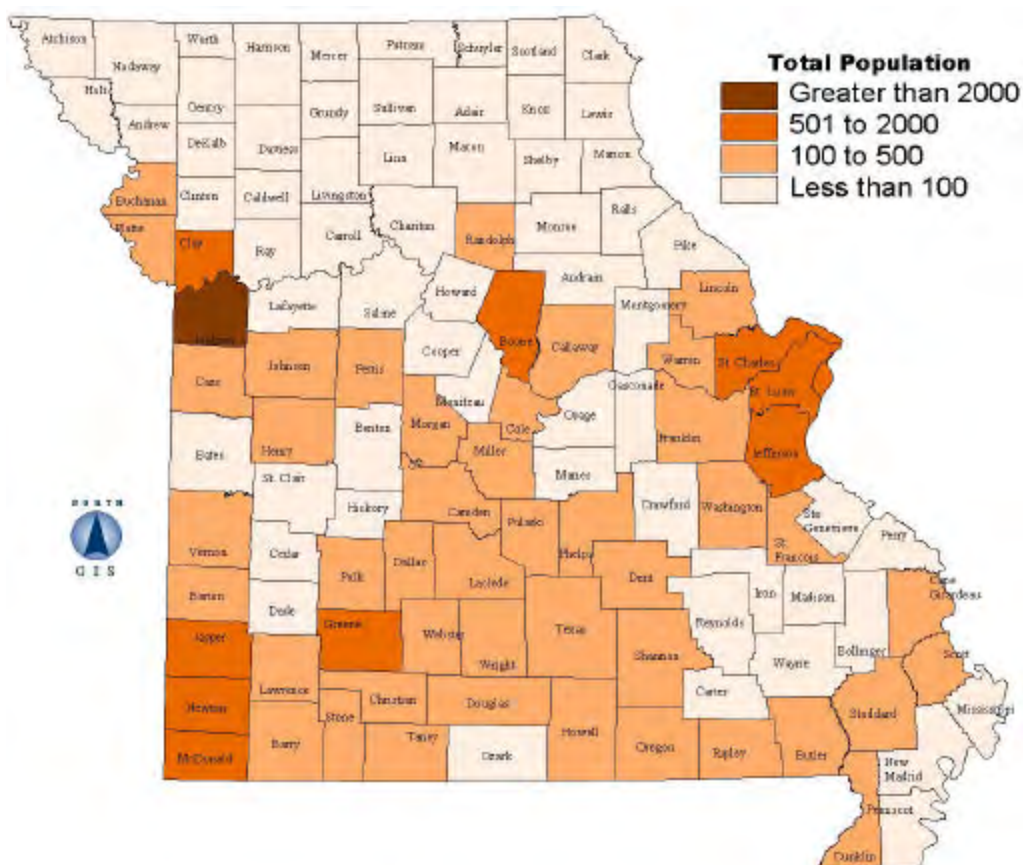 Total Population
Greater than 2000
501 to 2000
100 to 500
Less than 100
Atchison
Nodaway
Worth
Harrison
Mercer
Putnam
Schuyler
Scotland
Clark
Holt
Andrew
Gentry
DeKalb
Daviess
Grundy
Sullivan
Adair
Knox
Lewis
Linn
Macon
Shelby
Marion
Buchanan
Clinton
Caldwell
Livingston
Chariton
Randolph
Monroe
Ralls
Pike
Platte
Clay
Ray
Carroll
Audrain
Lincoln
Howard
Montgomery
Lafayette
Saline
Cooper
Boone
Callaway
Warren
St. Charles
St. Louis
Cass
Johnson
Pettis
Moniteau
Gasconade
Morgan
Cole
Osage
Franklin
Jefferson
Bates
Henry
Benton
Miller
Maries
St. Clair
Crawford
Washington
Ste
Genevieve
Hickory
Camden
Pulaski
Phelps
St.
Francois
Perry
NORTH
GIS
Vernon
Cedar
Polk
Dallas
Laclede
Dent
Iron
Madison
Cape
Girardeau
Barton
Dade
Greene
Webster
Wright
Texas
Shannon
Reynolds
Wayne
Bollinger
Scott
Jasper
Lawrence
Christian
Douglas
Carter
Stoddard
Mississippi
Newton
Stone
Taney
Howell
Oregon
Ripley
Butler
McDonald
Barry
Ozark
New
Madrid
Pemiscot
Dunklin